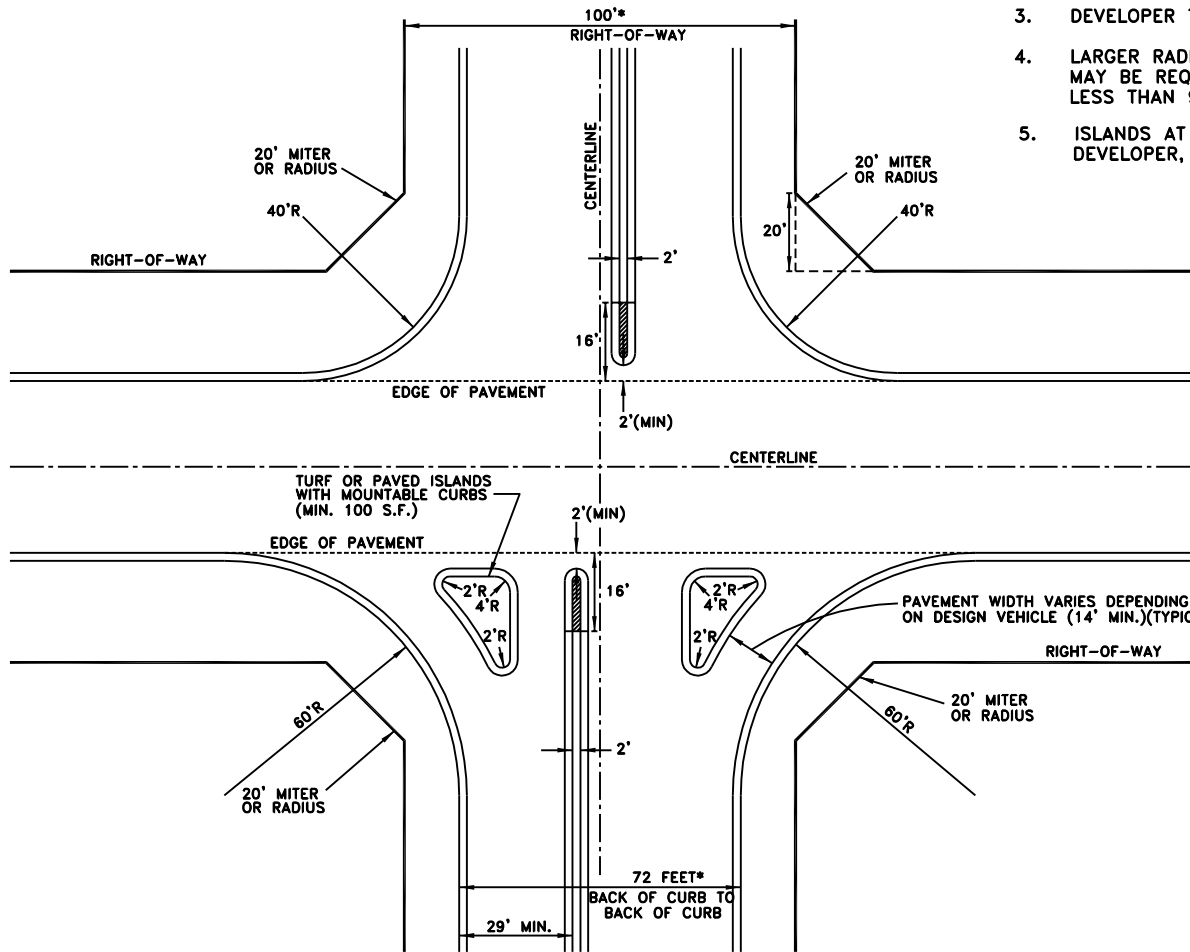 100'*
RIGHT-OF-WAY
3. DEVELOPER
4. LARGER
MAY BE
LESS THAN
5. ISLANDS AT
DEVELOPER,
CENTERLINE
20' MITER
OR RADIUS
20' MITER
OR RADIUS
40'R
40'R
20'
RIGHT-OF-WAY
2'
16'
EDGE OF PAVEMENT
2'(MIN)
CENTERLINE
TURF OR PAVED ISLANDS
WITH MOUNTABLE CURBS
(MIN. 100 S.F.)
2'(MIN)
EDGE OF PAVEMENT
2'R
4'R
2'R
16'
2'R
4'R
2'R
PAVEMENT WIDTH VARIES DEPENDING
ON DESIGN VEHICLE (14' MIN.)
RIGHT-OF-WAY
20' MITER
OR RADIUS
60'R
60'R
2'
20' MITER
OR RADIUS
72 FEET*
BACK OF CURB TO
BACK OF CURB
29' MIN.